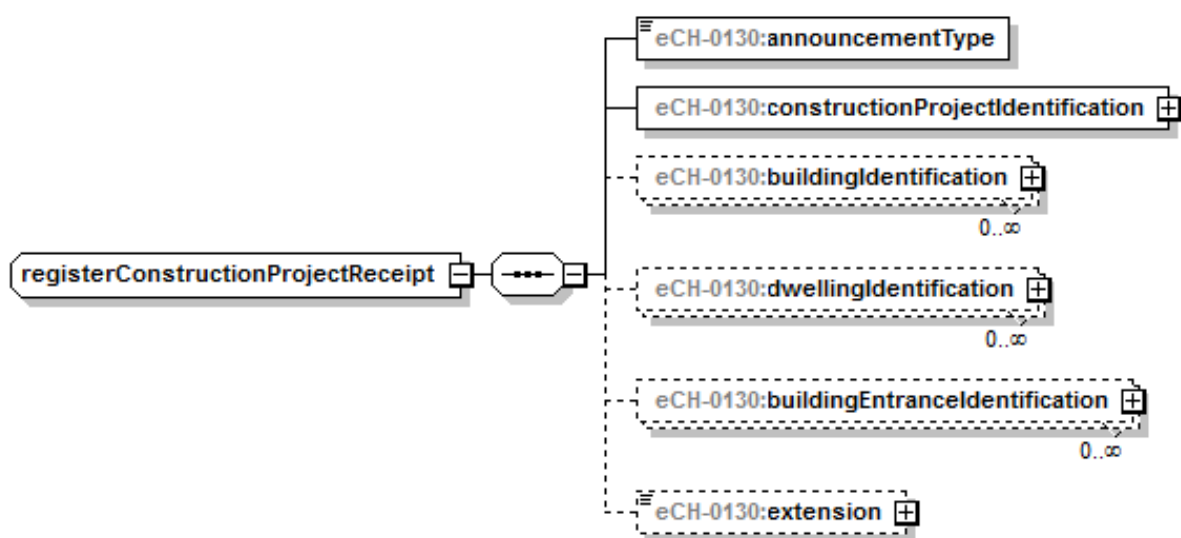 eCH-0130:announcementType
eCH-0130:constructionProjectIdentification
eCH-0130:buildingIdentification
0..∞
registerConstructionProjectReceipt
eCH-0130:dwellingIdentification
0..∞
eCH-0130:buildingEntranceIdentification
0..∞
eCH-0130:extension